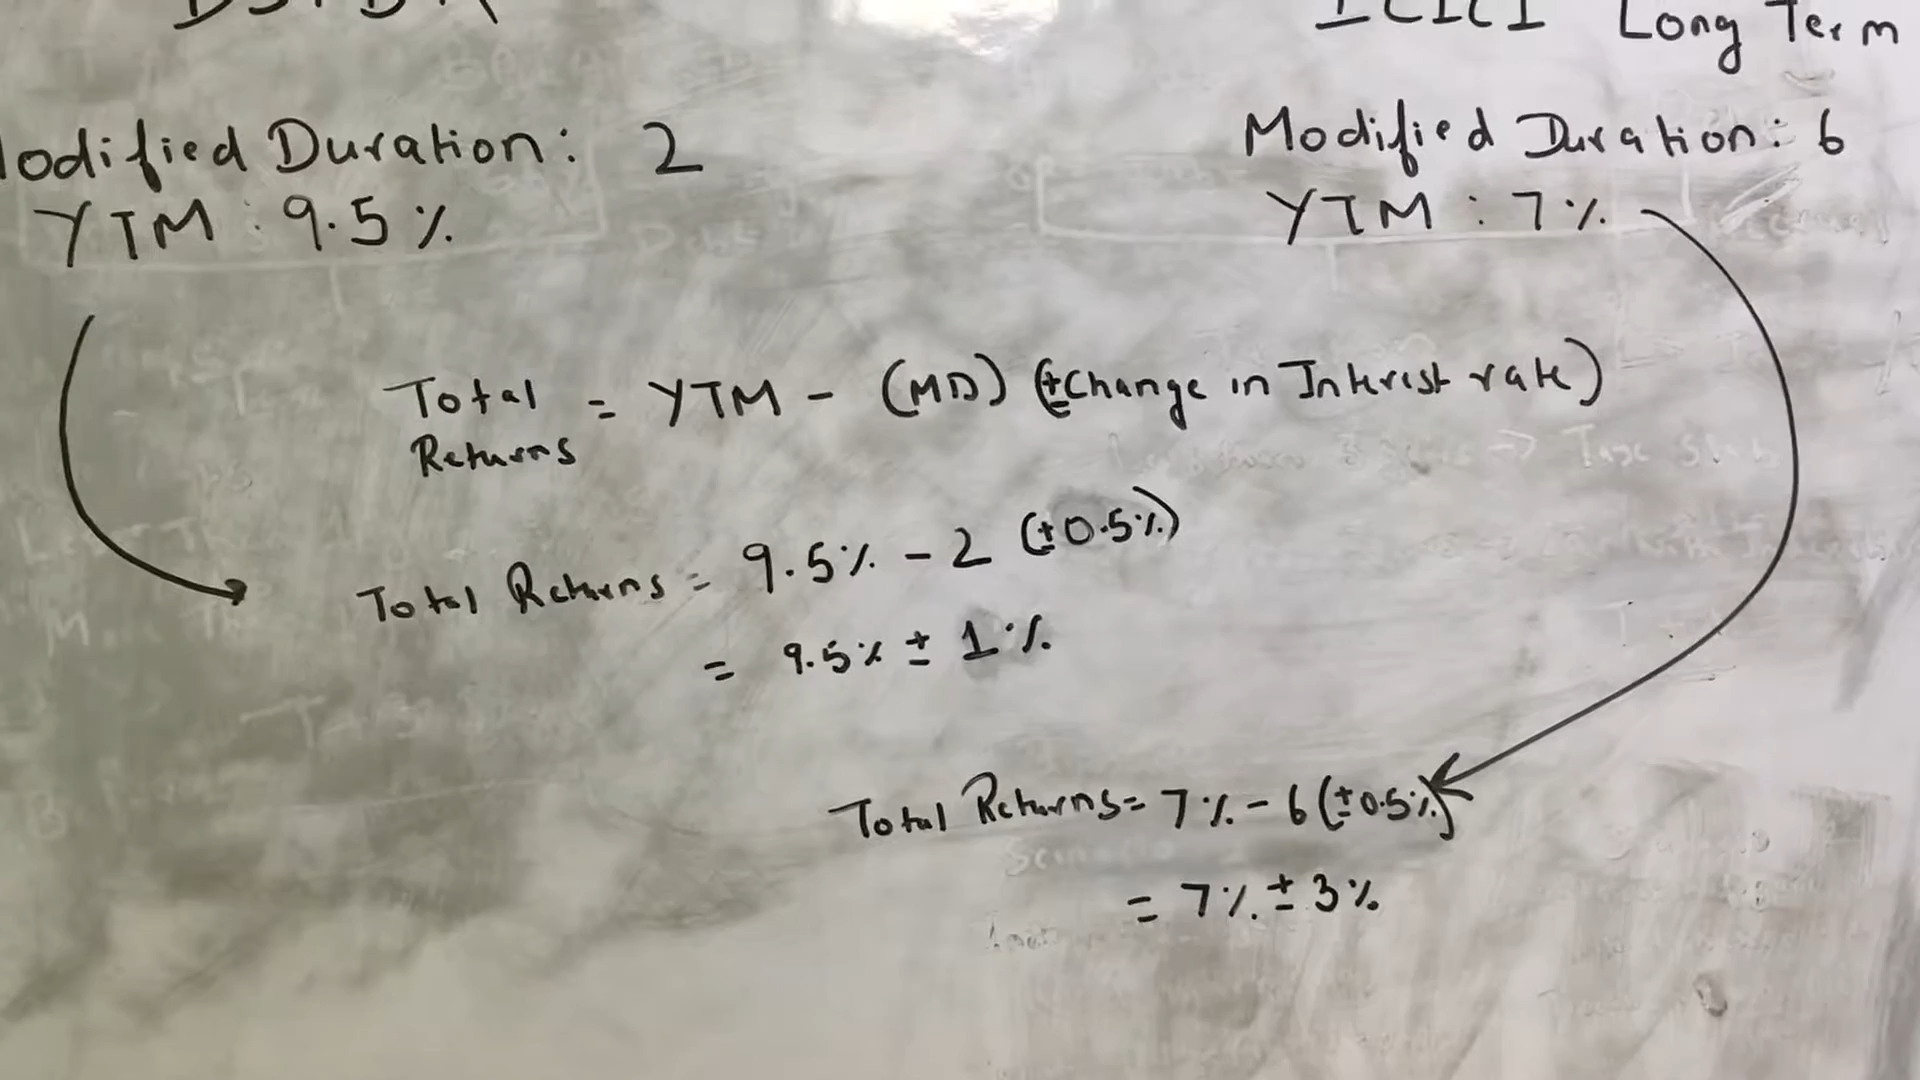 ICICI Long Term
odified Duration: 2
YTM : 9.5%
Modified Duration: 6
YTM : 7%
Total Returns = YTM - (MD) (±Change in Interest rate)
Total Returns = 9.5% - 2 (±0.5%)
= 9.5% ± 1%
Total Returns = 7% - 6 (±0.5%)
= 7% ± 3%